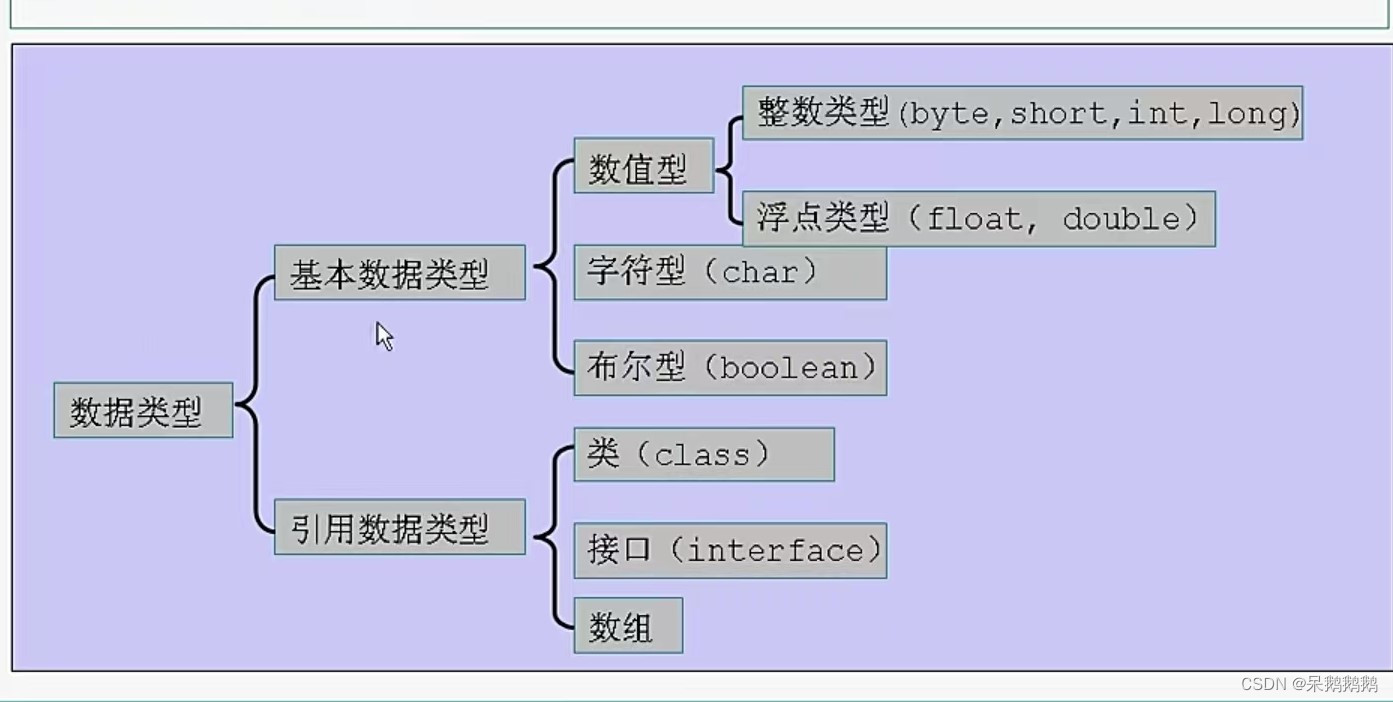 整数类型(byte,short,int,long)
数值型
浮点类型（float, double）
基本数据类型
字符型（char）
布尔型（boolean）
数据类型
类（class）
引用数据类型
接口（interface）
数组
CSDN @呆鹅鹅鹅